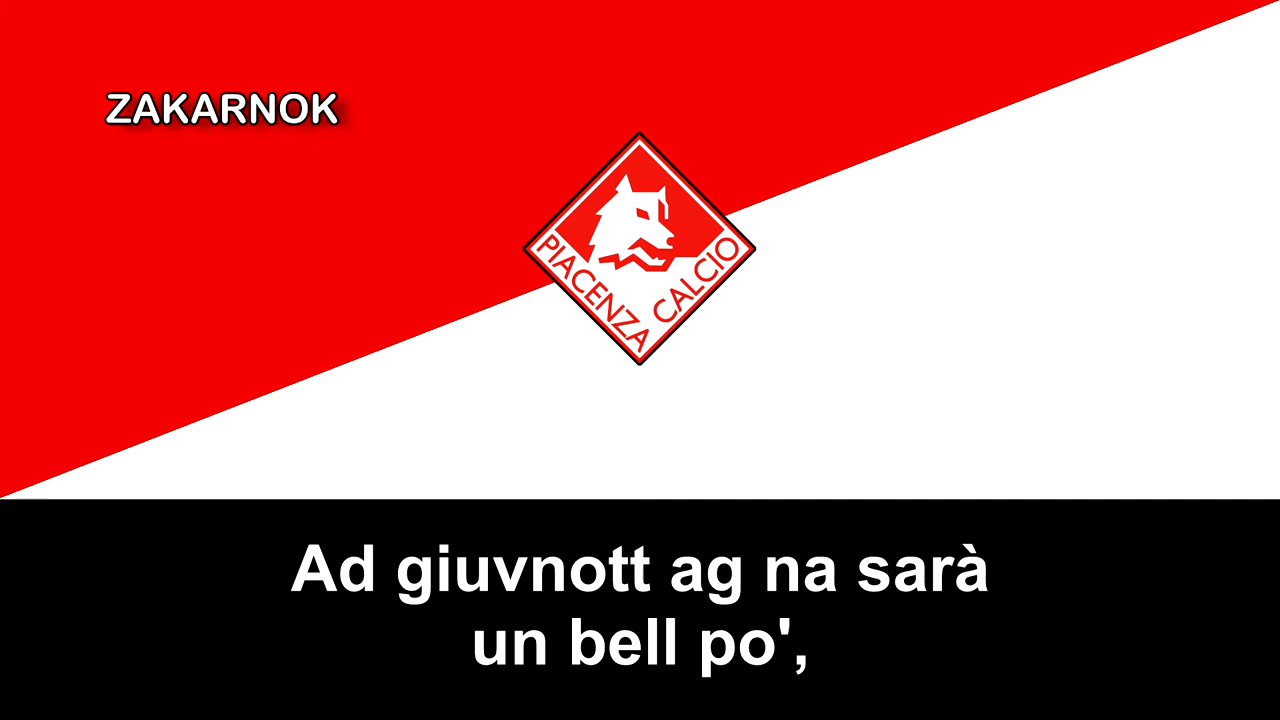 ZAKARNOK
PIACENZA CALCIO
Ad giuvnott ag na sarà
un bell po',